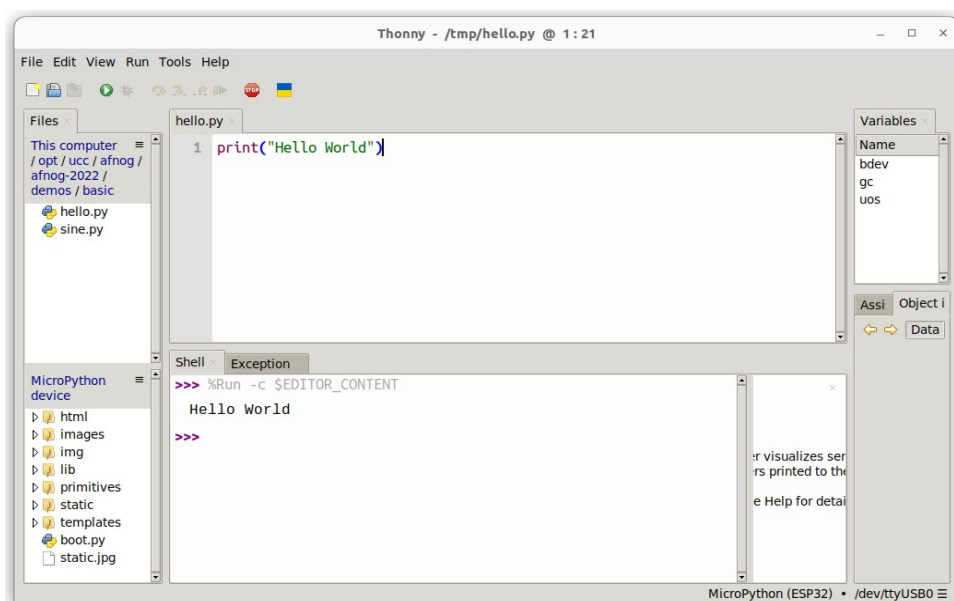 Thonny - /tmp/hello.py @ 1 : 21
File Edit View Run Tools Help
STOP
Files
This computer
/ opt / ucc / afnog /
afnog-2022 /
demos / basic
hello.py
sine.py
MicroPython
device
html
images
img
lib
primitives
static
templates
boot.py
static.jpg
hello.py
1 print("Hello World")
Shell Exception
>>> %Run -c $EDITOR_CONTENT
Hello World
>>>
r visualizes ser
rs printed to the
e Help for detai
Variables
Name
bdev
gc
uos
Assi Object i
Data
MicroPython (ESP32) • /dev/ttyUSB0 ☰